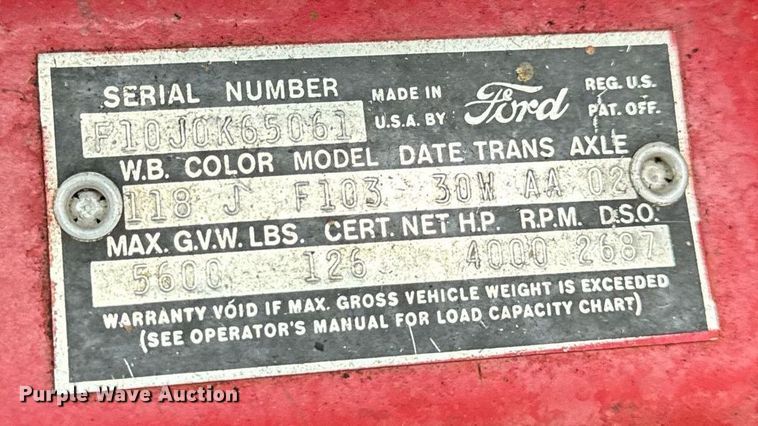 SERIAL NUMBER
MADE IN
U.S.A. BY
Ford
REG. U.S.
PAT. OFF.
F10J0K65061
W.B. COLOR MODEL DATE TRANS AXLE
118 J F103 30W AA 02
MAX. G.V.W. LBS. CERT. NET H.P. R.P.M. D.S.O.
5600 126 4000 2687
WARRANTY VOID IF MAX. GROSS VEHICLE WEIGHT IS EXCEEDED
(SEE OPERATOR'S MANUAL FOR LOAD CAPACITY CHART)
Purple Wave Auction